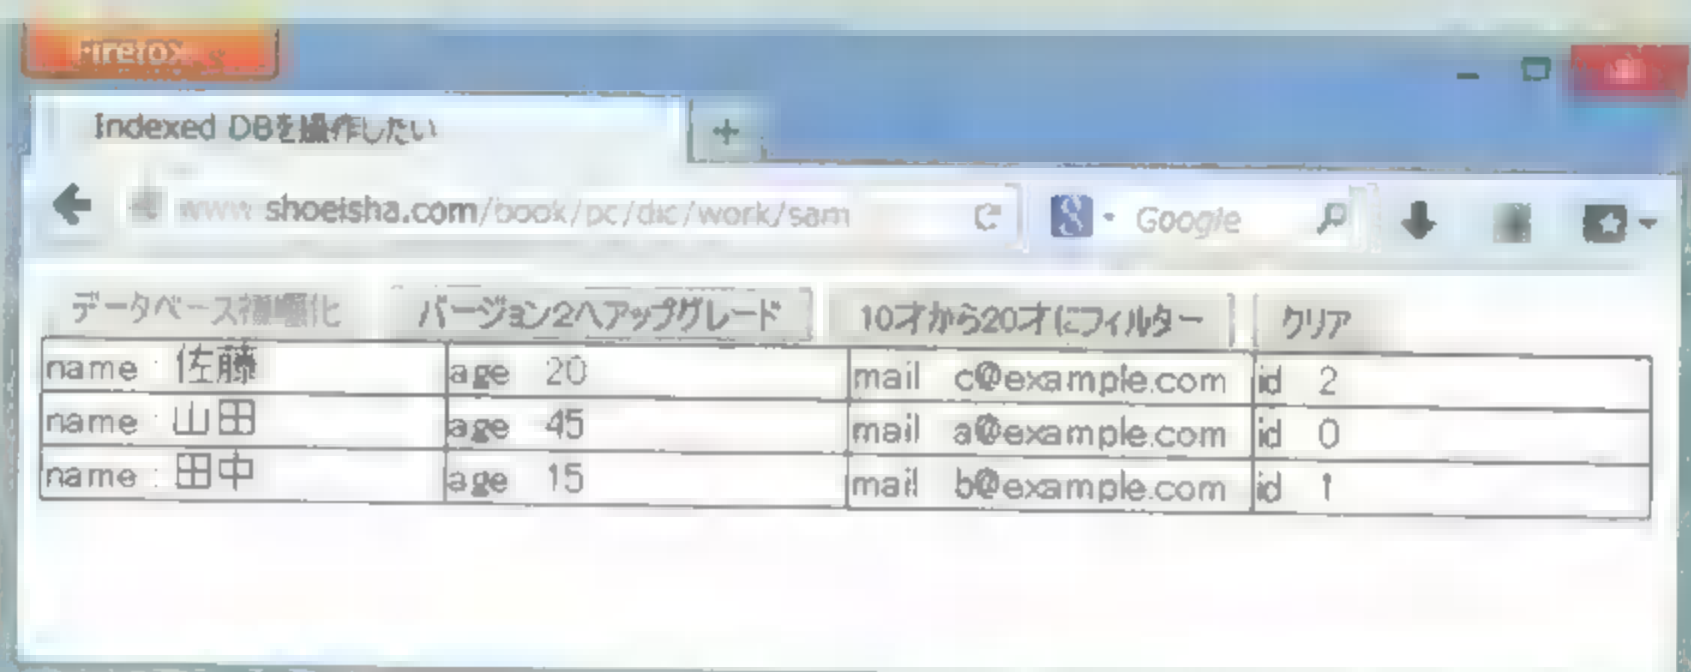 Firefox
Indexed DBを操作したい
www.shoeisha.com/book/pc/dic/work/sam
Google
データベース バージョン2へアップグレード 10才から20才にフィルター クリア
name : 佐藤 age 20 mail c@example.com id 2
name : 山田 age 45 mail a@example.com id 0
name : 田中 age 15 mail b@example.com id 1